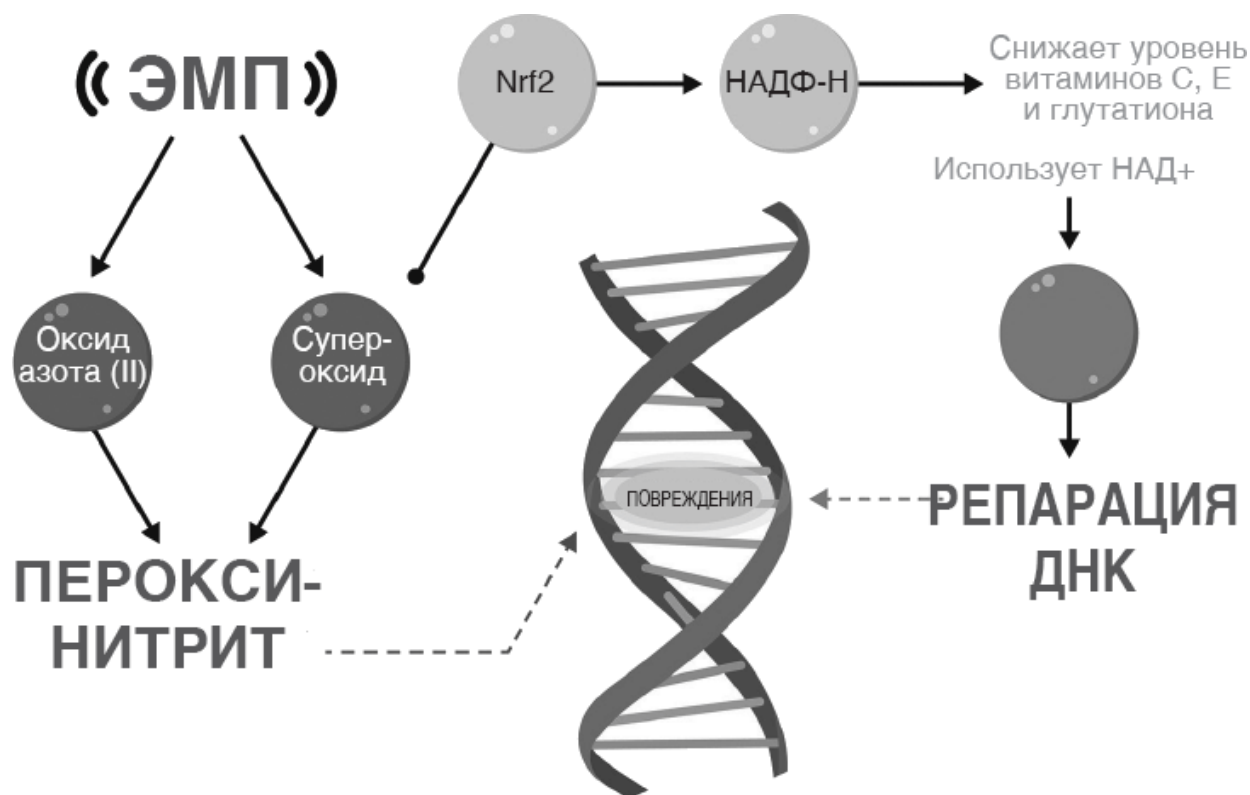 ЭМП
Nrf2
НАДФ-Н
Снижает уровень
витаминов С, Е
и глутатиона
Использует НАД+
Оксид
азота (II)
Супер-
оксид
ПОВРЕЖДЕНИЯ
РЕПАРАЦИЯ
ДНК
ПЕРОКСИ-
НИТРИТ